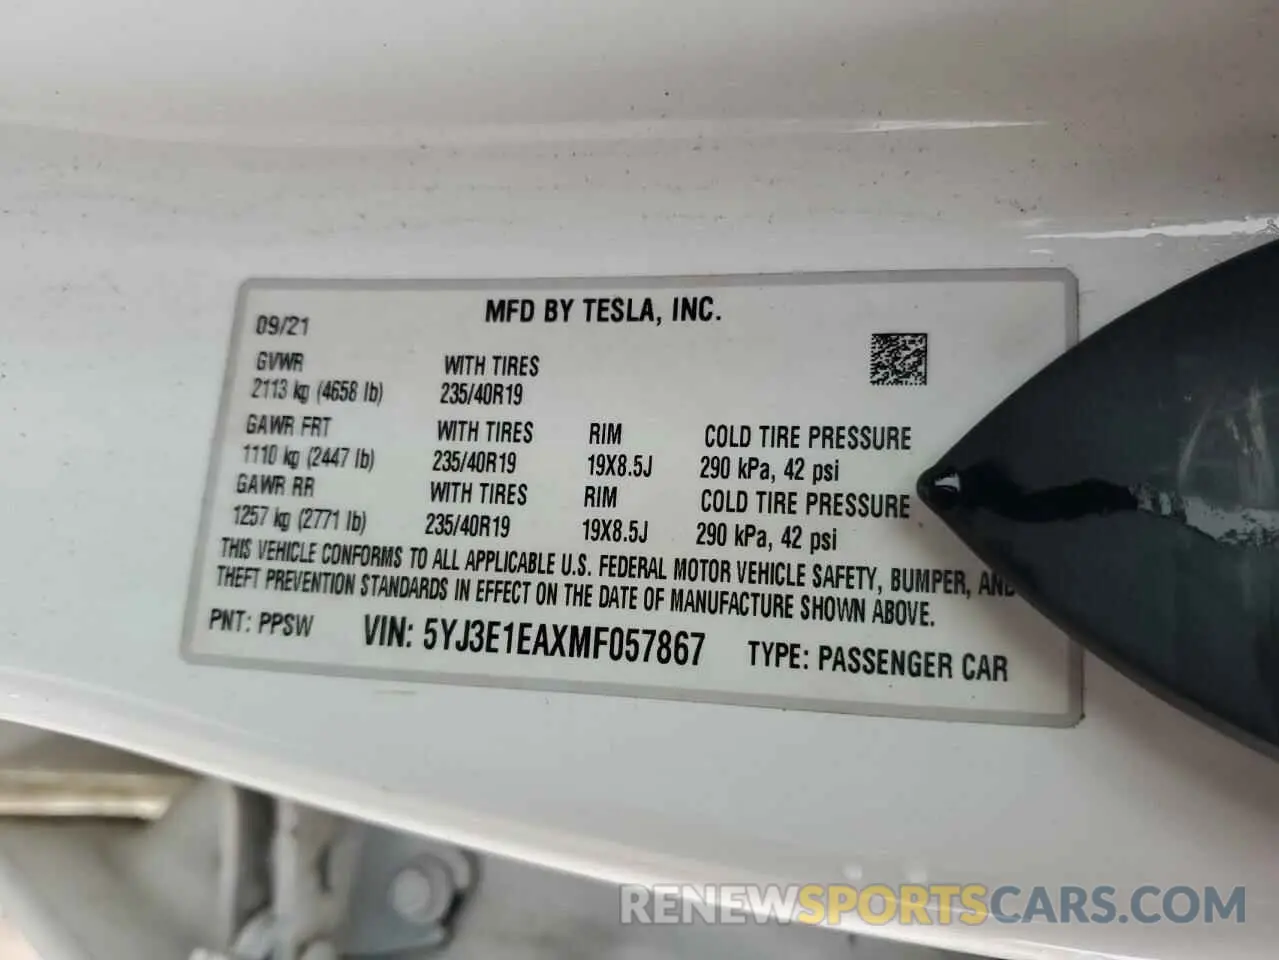 MFD BY TESLA, INC.
09/21
GVWR WITH TIRES
2113 kg (4658 lb) 235/40R19
GAWR FRT WITH TIRES RIM COLD TIRE PRESSURE
1110 kg (2447 lb) 235/40R19 19X8.5J 290 kPa, 42 psi
GAWR RR WITH TIRES RIM COLD TIRE PRESSURE
1257 kg (2771 lb) 235/40R19 19X8.5J 290 kPa, 42 psi
THIS VEHICLE CONFORMS TO ALL APPLICABLE U.S. FEDERAL MOTOR VEHICLE SAFETY, BUMPER, AND
THEFT PREVENTION STANDARDS IN EFFECT ON THE DATE OF MANUFACTURE SHOWN ABOVE.
PNT: PPSW VIN: 5YJ3E1EAXMF057867 TYPE: PASSENGER CAR
RENEWSPORTSCARS.COM